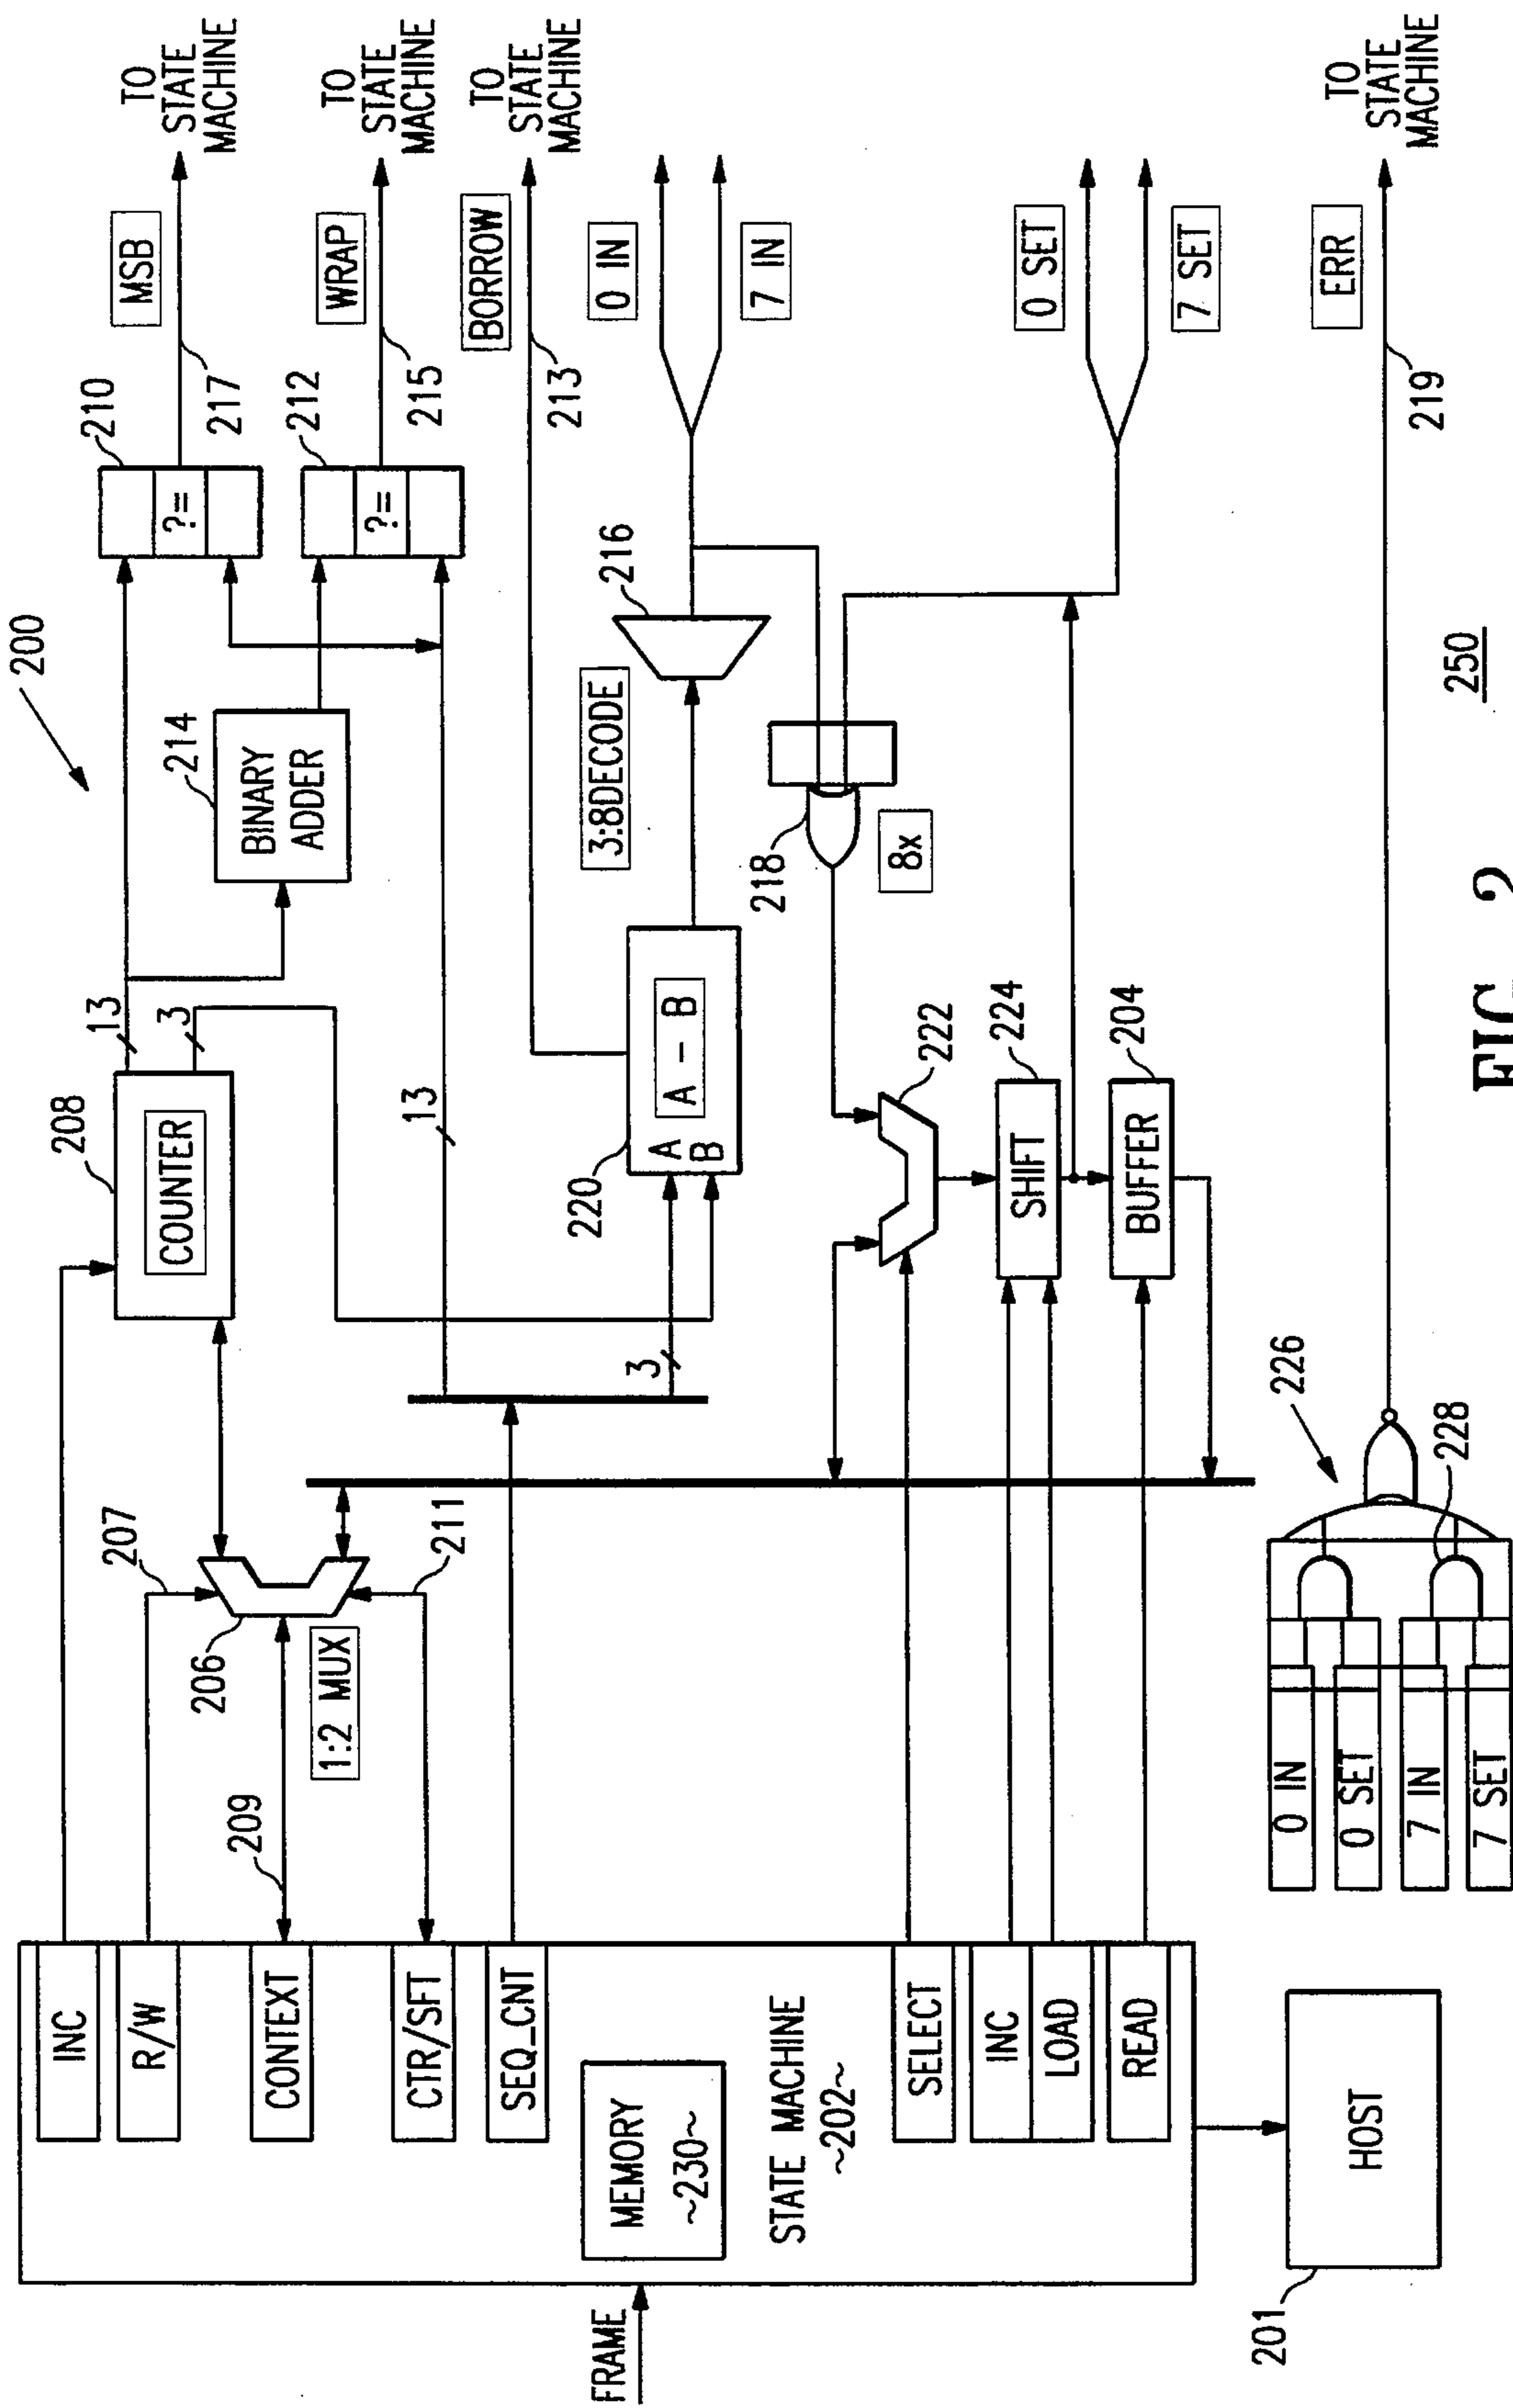 200
FRAME
INC
R/W
CONTEXT
CTR/SFT
SEQ_CNT
MEMORY
~230~
STATE MACHINE
~202~
SELECT
INC
LOAD
READ
HOST
201
207
209
206
1:2 MUX
211
208
COUNTER
13
3
13
3
214
BINARY
ADDER
210
?=
217
MSB
TO
STATE
MACHINE
212
?=
215
WRAP
TO
STATE
MACHINE
BORROW
213
TO
STATE
MACHINE
220
A
B
A - B
3:8DECODE
216
0 IN
7 IN
218
8x
222
SHIFT
224
BUFFER
204
0 SET
7 SET
0 IN
0 SET
7 IN
7 SET
226
228
219
ERR
TO
STATE
MACHINE
250
FIG. 2